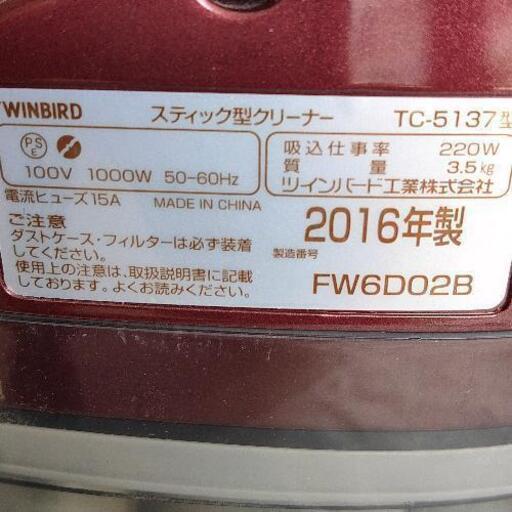 TWINBIRD スティック型クリーナー TC-5137型
PS E
100V 1000W 50-60Hz
吸込仕事率 220W
質量 3.5kg
電流ヒューズ15A MADE IN CHINA
ツインバード工業株式会社
ご注意
ダストケース・フィルターは必ず装着
してください。
使用上の注意は、取扱説明書に記載
しております。よくお読みください。
2016年製
製造番号
FW6D02B